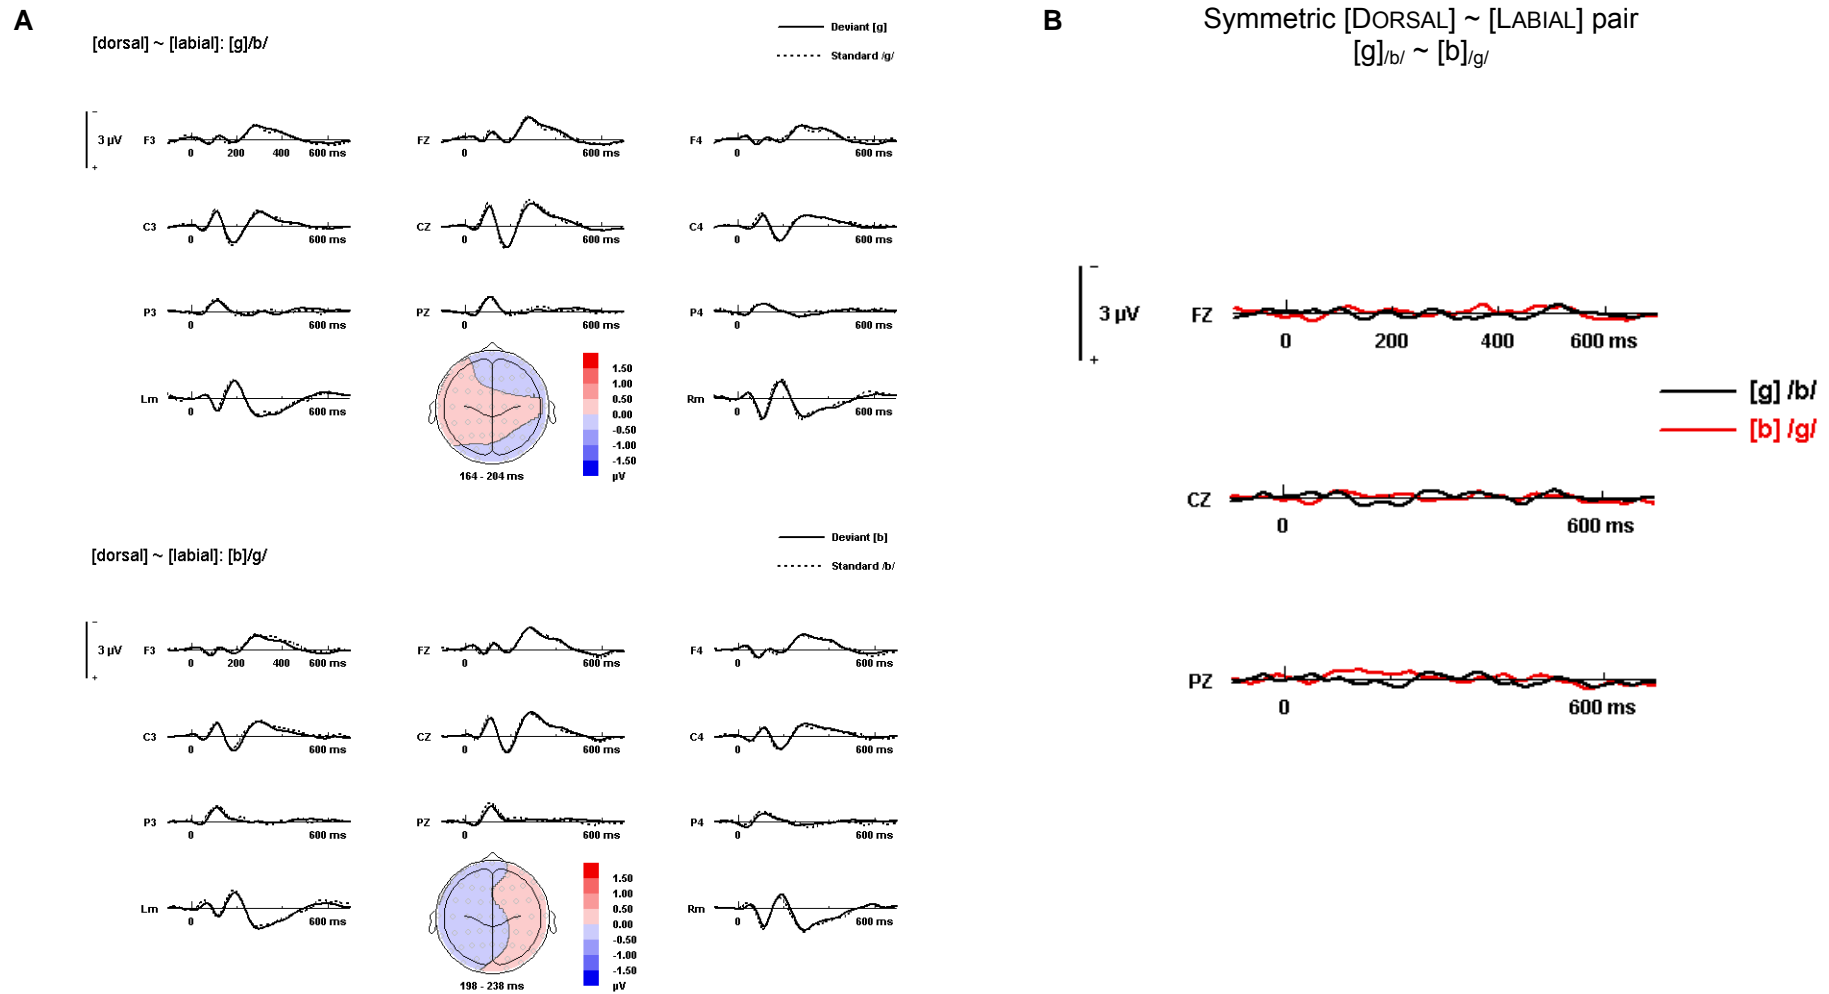 A
[dorsal] ~ [labial]: [g]/b/
Deviant [g]
Standard /g/
−
3 µV
+
F3
0 200 400 600 ms
FZ
0 600 ms
F4
0 600 ms
C3
0 600 ms
CZ
0 600 ms
C4
0 600 ms
P3
0 600 ms
PZ
0 600 ms
P4
0 600 ms
Lm
0 600 ms
1.50
1.00
0.50
0.00
-0.50
-1.00
-1.50
µV
164 - 204 ms
Rm
0 600 ms
[dorsal] ~ [labial]: [b]/g/
Deviant [b]
Standard /b/
−
3 µV
+
F3
0 200 400 600 ms
FZ
0 600 ms
F4
0 600 ms
C3
0 600 ms
CZ
0 600 ms
C4
0 600 ms
P3
0 600 ms
PZ
0 600 ms
P4
0 600 ms
Lm
0 600 ms
1.50
1.00
0.50
0.00
-0.50
-1.00
-1.50
µV
198 - 238 ms
Rm
0 600 ms
B
Symmetric [DORSAL] ~ [LABIAL] pair
[g]/b/ ~ [b]/g/
−
3 µV
+
FZ
0 200 400 600 ms
[g] /b/
[b] /g/
CZ
0 600 ms
PZ
0 600 ms